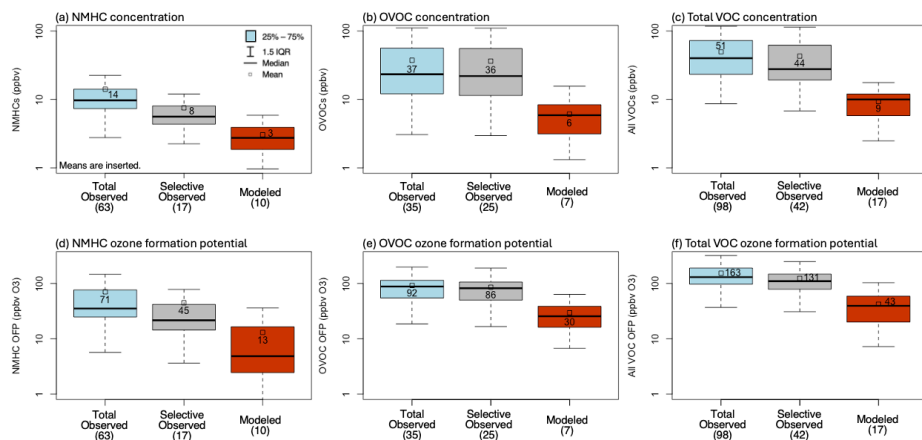 (a) NMHC concentration
NMHCs (ppbv)
100
10
1
25% – 75%
1.5 IQR
Median
Mean
14
8
3
Means are inserted.
Total
Observed
(63)
Selective
Observed
(17)
Modeled
(10)
(b) OVOC concentration
OVOCs (ppbv)
100
10
1
37
36
6
Total
Observed
(35)
Selective
Observed
(25)
Modeled
(7)
(c) Total VOC concentration
All VOCs (ppbv)
100
10
1
51
44
9
Total
Observed
(98)
Selective
Observed
(42)
Modeled
(17)
(d) NMHC ozone formation potential
NMHC OFP (ppbv O3)
100
10
1
71
45
13
Total
Observed
(63)
Selective
Observed
(17)
Modeled
(10)
(e) OVOC ozone formation potential
OVOC OFP (ppbv O3)
100
10
1
92
86
30
Total
Observed
(35)
Selective
Observed
(25)
Modeled
(7)
(f) Total VOC ozone formation potential
All VOC OFP (ppbv O3)
100
10
1
163
131
43
Total
Observed
(98)
Selective
Observed
(42)
Modeled
(17)